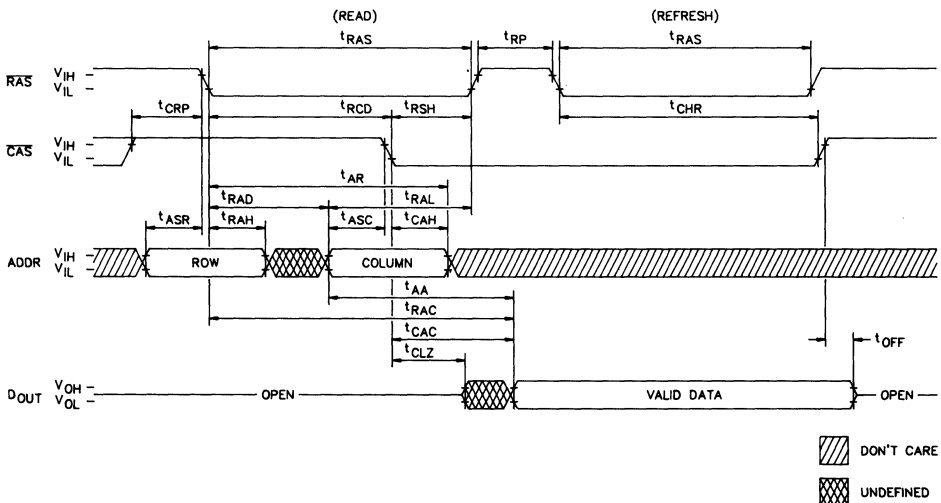 (READ) (REFRESH)
tRAS tRP tRAS
RAS VIH
VIL
tCRP tRCD tRSH tCHR
CAS VIH
VIL
tAR
tRAD tRAL
tASR tRAH tASC tCAH
ADDR VIH
VIL
ROW COLUMN
tAA
tRAC
tCAC
tCLZ
tOFF
DOUT VOH
VOL
OPEN VALID DATA OPEN
DON'T CARE
UNDEFINED